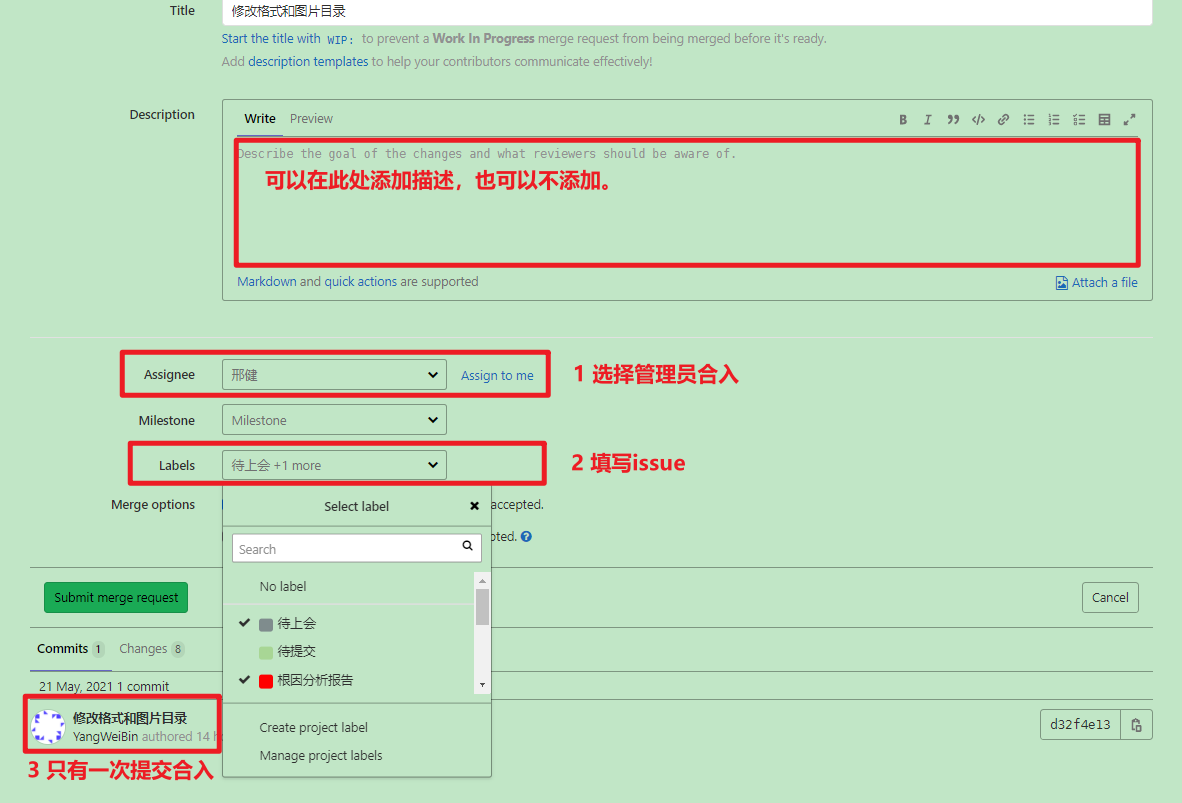 Title 修改格式和图片目录
Start the title with WIP: to prevent a Work In Progress merge request from being merged before it's ready.
Add description templates to help your contributors communicate effectively!
Description
Write Preview
Describe the goal of the changes and what reviewers should be aware of.
可以在此处添加描述，也可以不添加。
Markdown and quick actions are supported
Attach a file
Assignee 邢健 Assign to me
1 选择管理员合入
Milestone Milestone
Labels 待上会 +1 more
2 填写issue
Merge options
accepted.
Select label
Search
No label
待上会
待提交
根因分析报告
Create project label
Manage project labels
Submit merge request
Cancel
Commits 1 Changes 8
21 May, 2021 1 commit
修改格式和图片目录
YangWeiBin authored 14
d32f4e13
3 只有一次提交合入